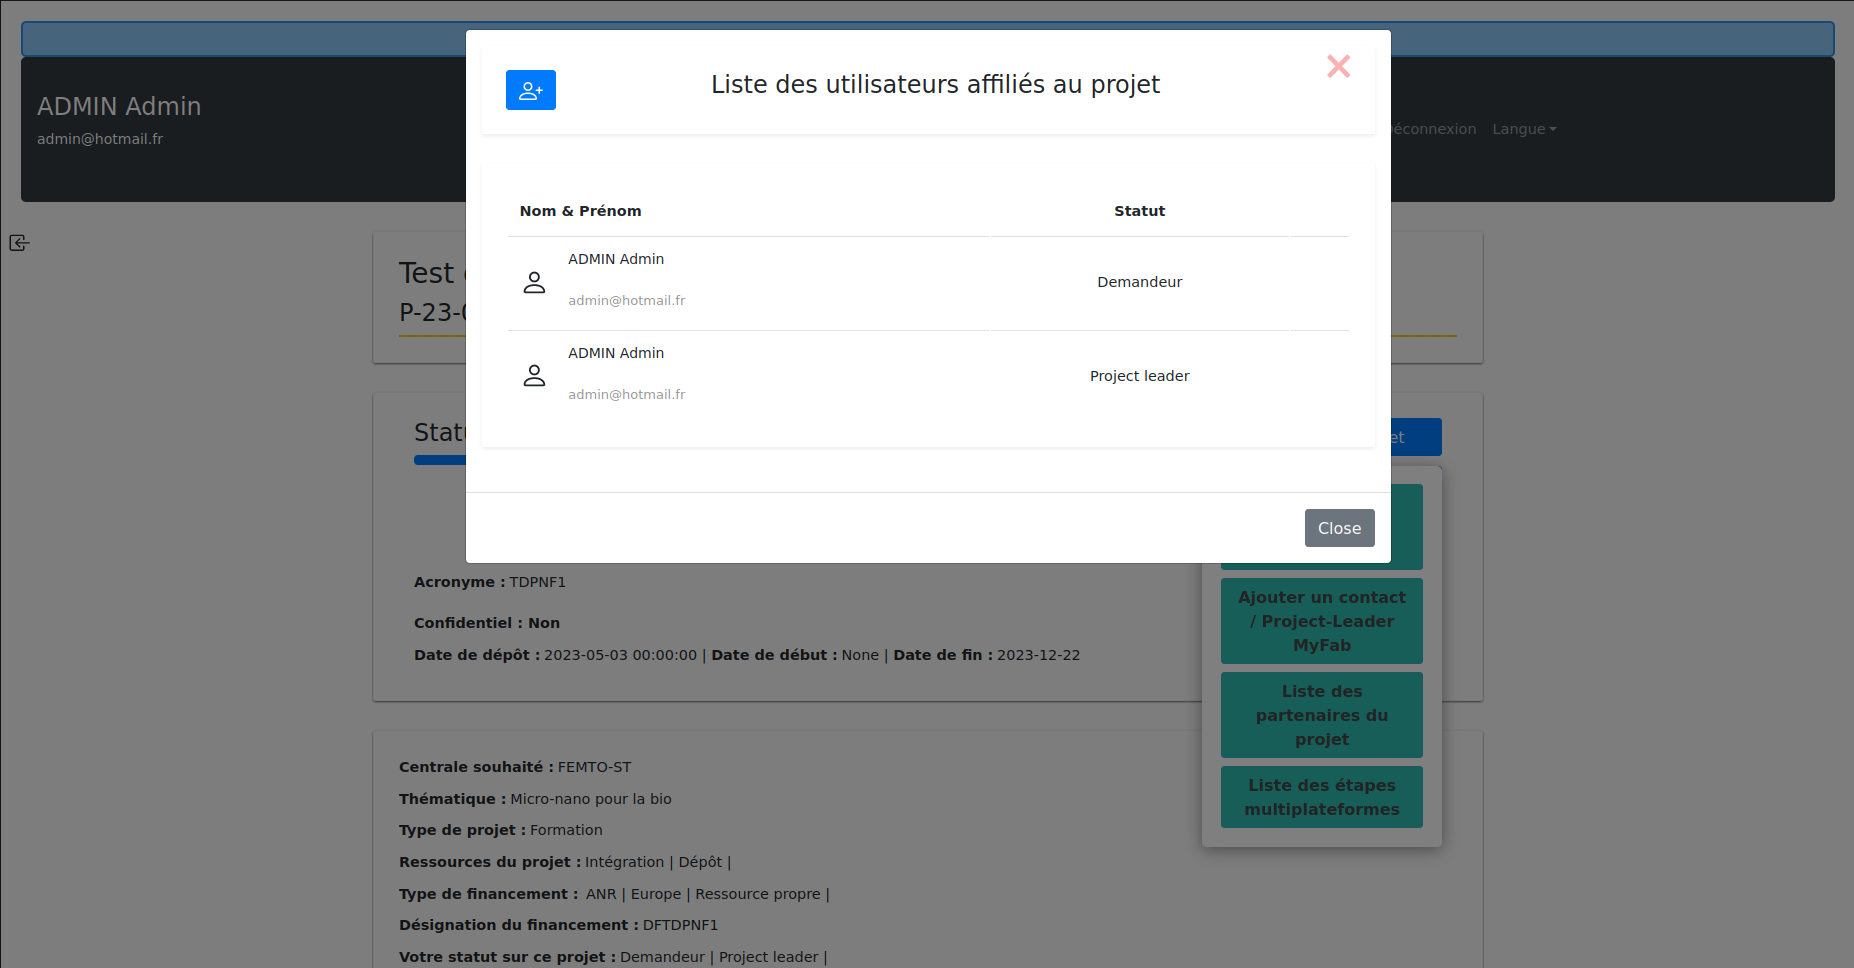 ADMIN Admin
admin@hotmail.fr
Déconnexion Langue
Liste des utilisateurs affiliés au projet
Nom & Prénom Statut
ADMIN Admin
admin@hotmail.fr
Demandeur
ADMIN Admin
admin@hotmail.fr
Project leader
Close
Test
P-23-
Acronyme : TDPNF1
Confidentiel : Non
Date de dépôt : 2023-05-03 00:00:00 | Date de début : None | Date de fin : 2023-12-22
Ajouter un contact
/ Project-Leader
MyFab
Liste des
partenaires du
projet
Liste des étapes
multiplateformes
Centrale souhaité : FEMTO-ST
Thématique : Micro-nano pour la bio
Type de projet : Formation
Ressources du projet : Intégration | Dépôt |
Type de financement : ANR | Europe | Ressource propre |
Désignation du financement : DFTDPNF1
Votre statut sur ce projet : Demandeur | Project leader |